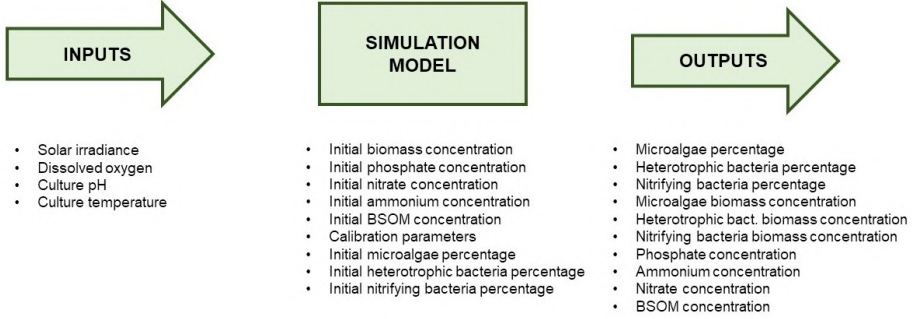 INPUTS
SIMULATION
MODEL
OUTPUTS
• Solar irradiance
• Dissolved oxygen
• Culture pH
• Culture temperature
• Initial biomass concentration
• Initial phosphate concentration
• Initial nitrate concentration
• Initial ammonium concentration
• Initial BSOM concentration
• Calibration parameters
• Initial microalgae percentage
• Initial heterotrophic bacteria percentage
• Initial nitrifying bacteria percentage
• Microalgae percentage
• Heterotrophic bacteria percentage
• Nitrifying bacteria percentage
• Microalgae biomass concentration
• Heterotrophic bact. biomass concentration
• Nitrifying bacteria biomass concentration
• Phosphate concentration
• Ammonium concentration
• Nitrate concentration
• BSOM concentration